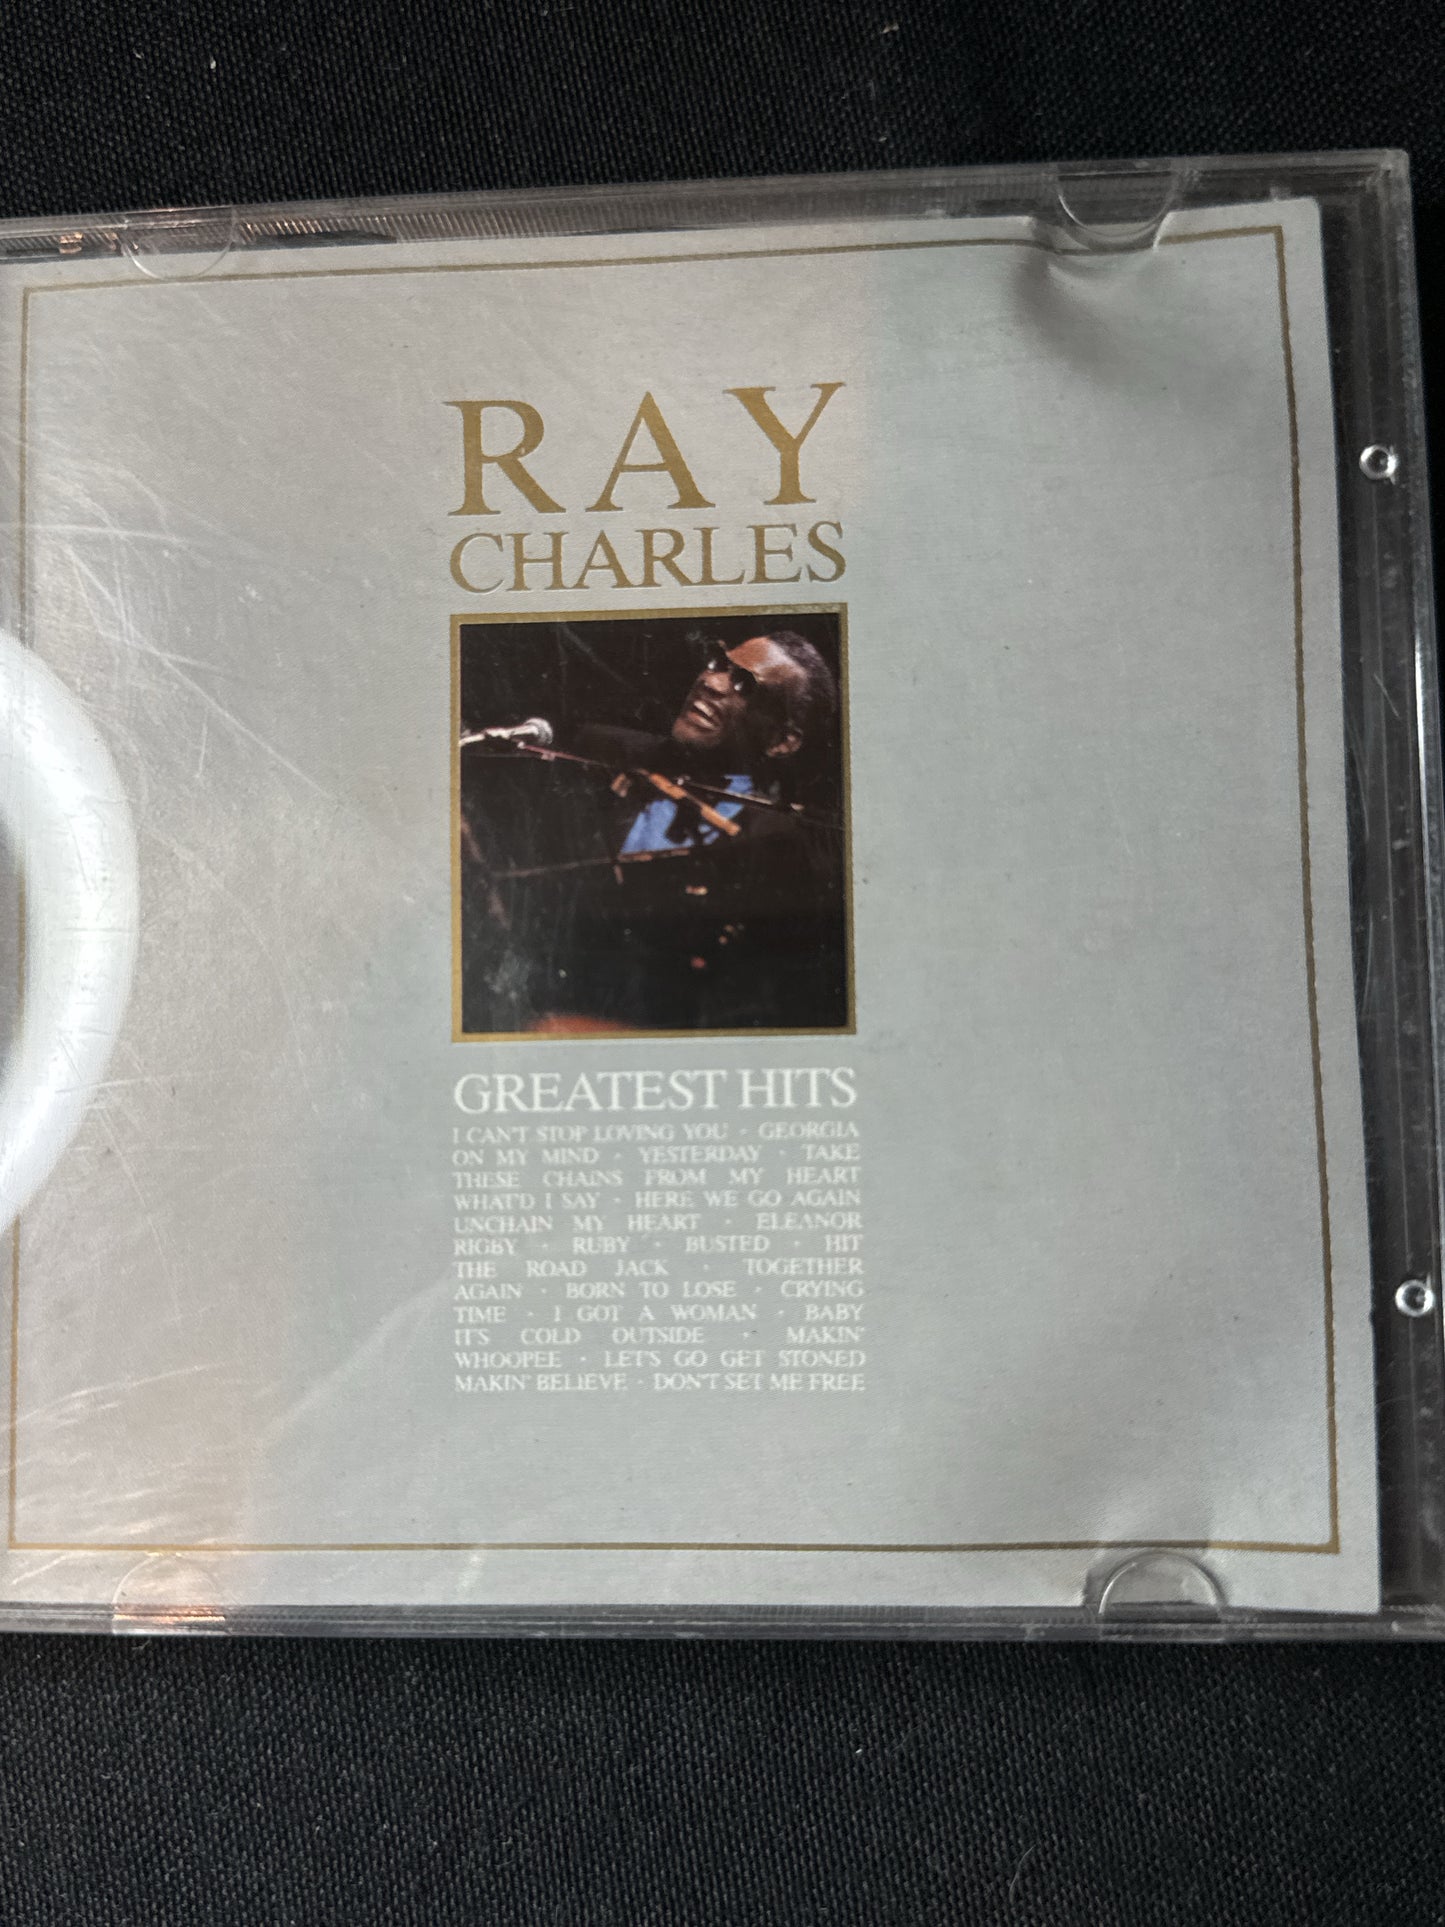 RAY
CHARLES
GREATEST HITS
I CAN'T STOP LOVING YOU · GEORGIA
ON MY MIND · YESTERDAY · TAKE
THESE CHAINS FROM MY HEART
WHAT'D I SAY · HERE WE GO AGAIN
UNCHAIN MY HEART · ELEANOR
RIGBY · RUBY · BUSTED · HIT
THE ROAD JACK · TOGETHER
AGAIN · BORN TO LOSE · CRYING
TIME · I GOT A WOMAN · BABY
IT'S COLD OUTSIDE · MAKIN'
WHOOPEE · LET'S GO GET STONED
MAKIN' BELIEVE · DON'T SET ME FREE